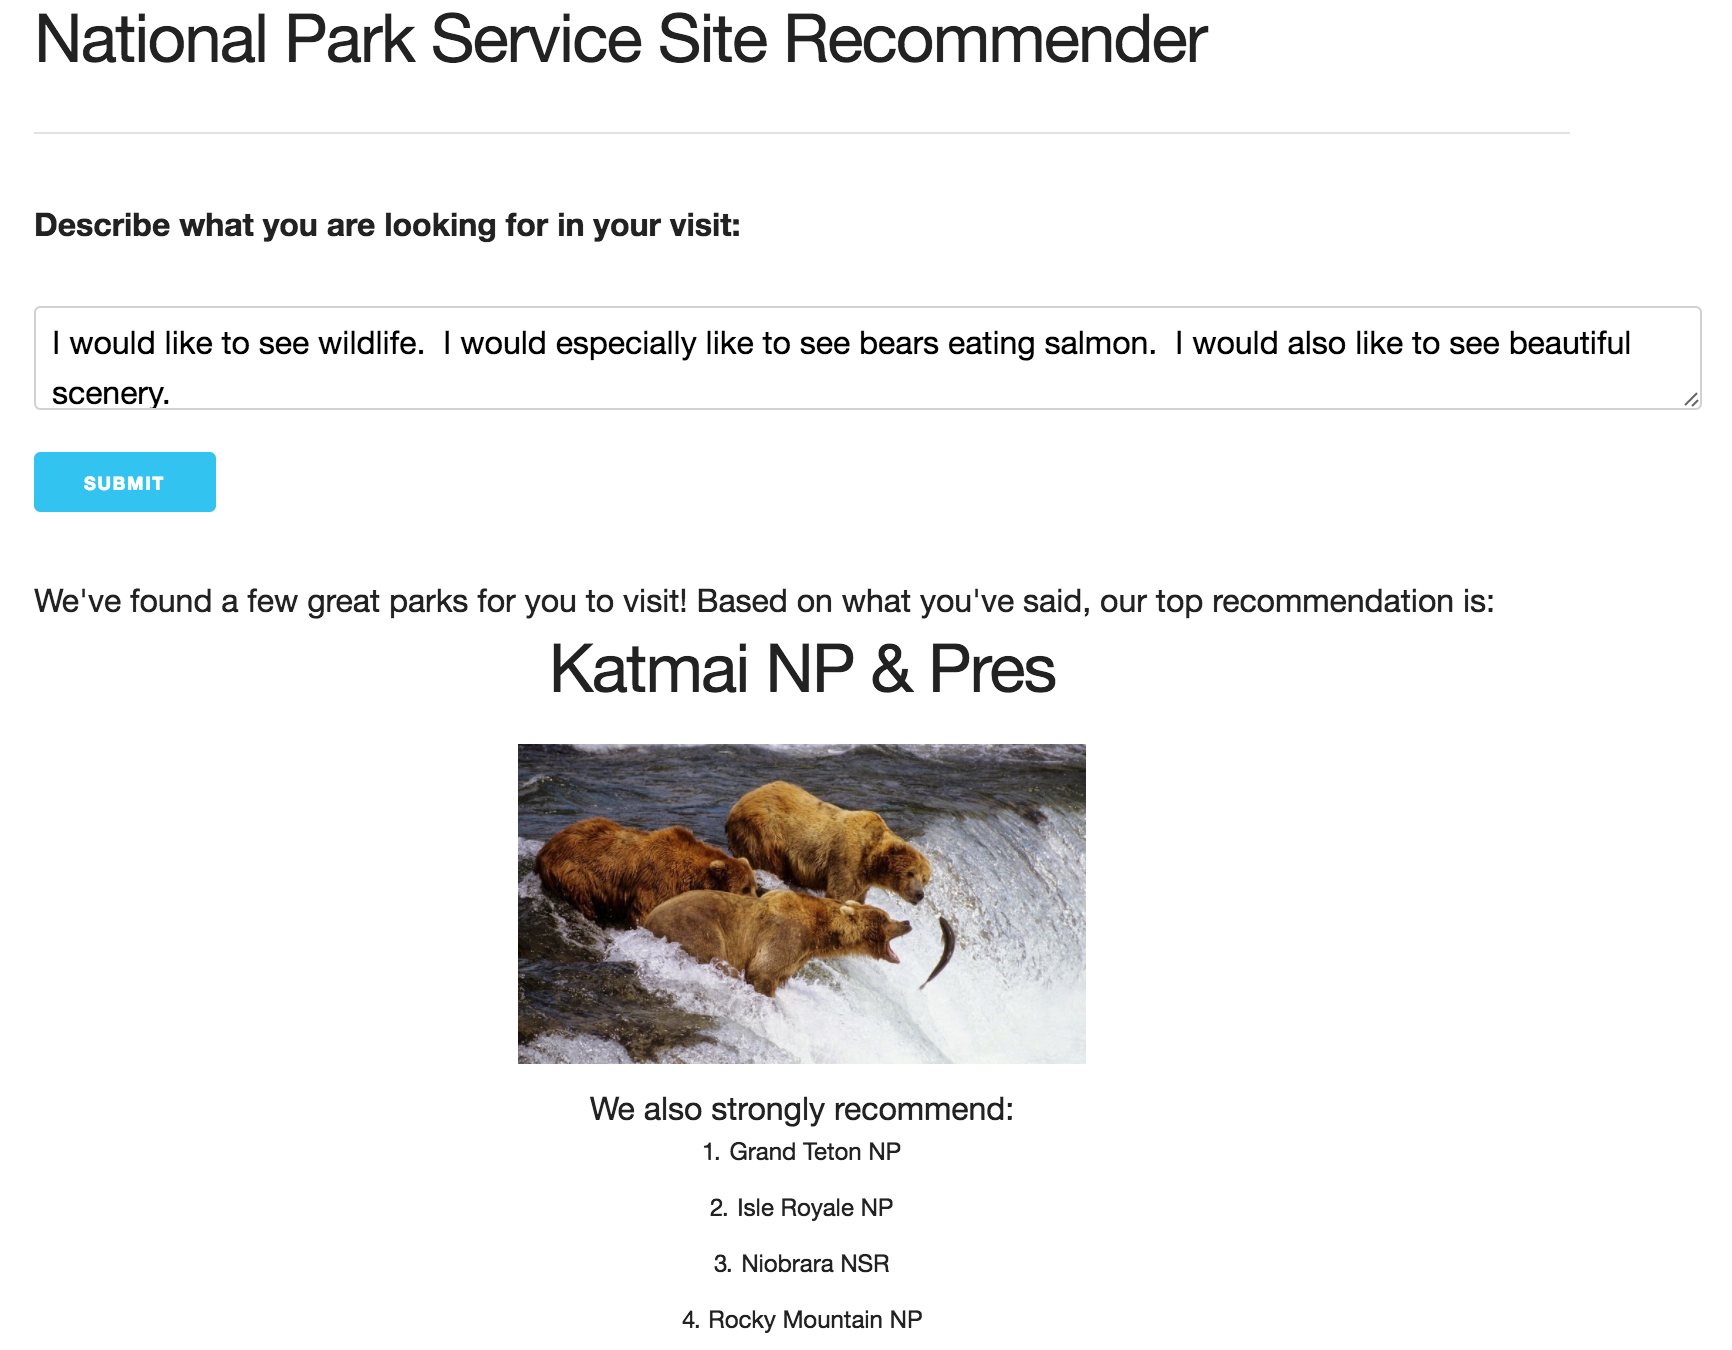 National Park Service Site Recommender
Describe what you are looking for in your visit:
I would like to see wildlife.  I would especially like to see bears eating salmon.  I would also like to see beautiful
scenery.
SUBMIT
We've found a few great parks for you to visit! Based on what you've said, our top recommendation is:
Katmai NP & Pres
We also strongly recommend:
1. Grand Teton NP
2. Isle Royale NP
3. Niobrara NSR
4. Rocky Mountain NP